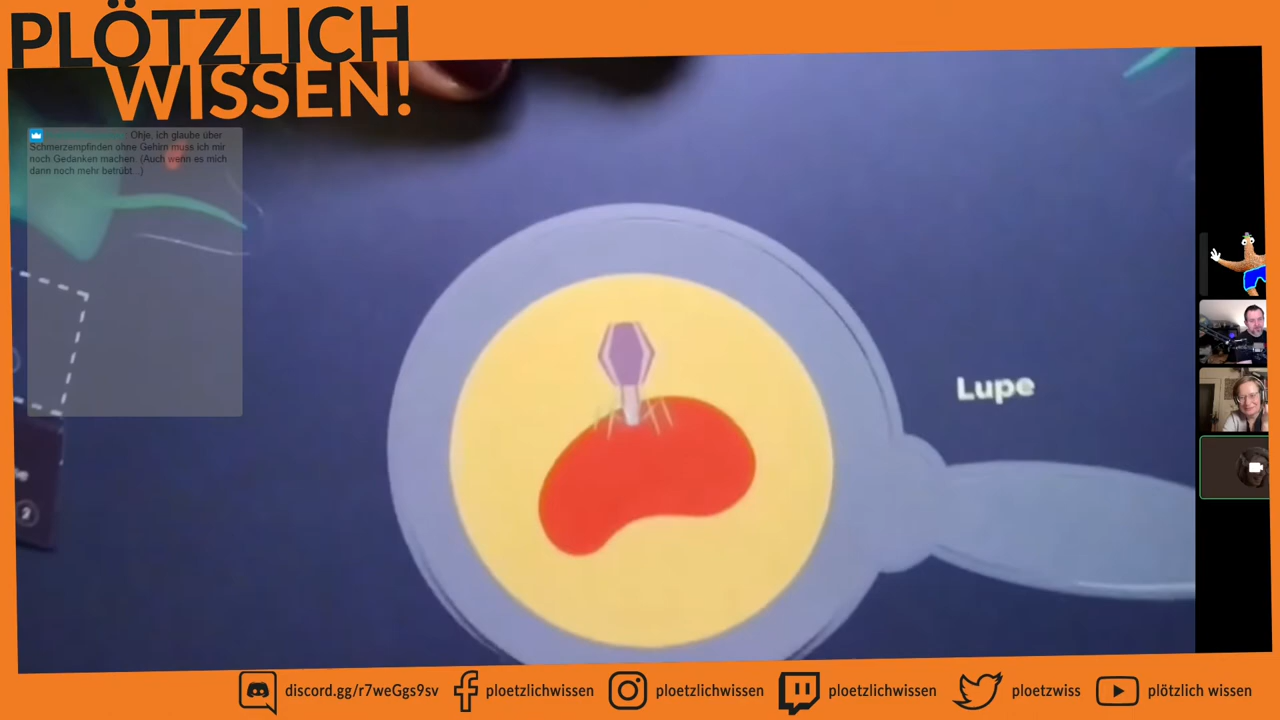 PLÖTZLICH
WISSEN!
Ohje, ich glaube über
Schmerzempfinden ohne Gehirn muss ich mir
noch Gedanken machen. (Auch wenn es mich
dann noch mehr betrübt ..)
Lupe
2
discord.gg/r7weGgs9sv ploetzlichwissen ploetzlichwissen ploetzlichwissen ploetzwiss plötzlich wissen